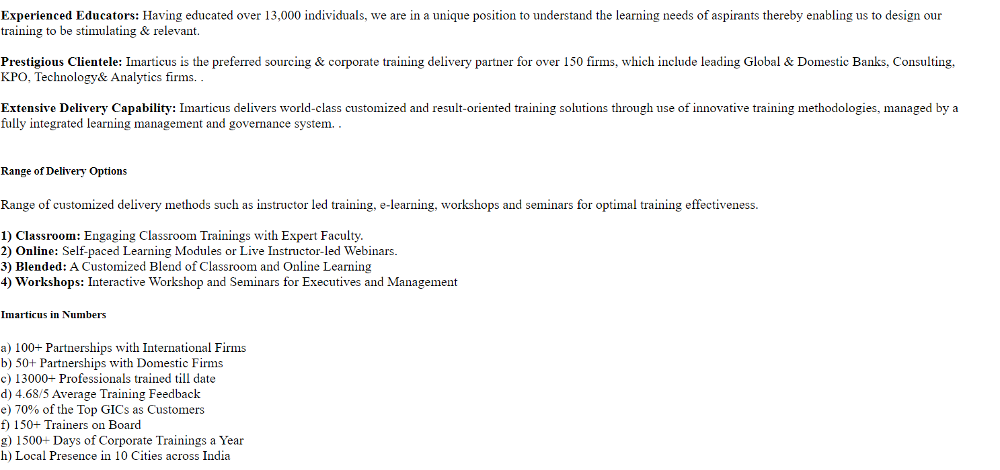 Experienced Educators: Having educated over 13,000 individuals, we are in a unique position to understand the learning needs of aspirants thereby enabling us to design our
training to be stimulating & relevant.
Prestigious Clientele: Imarticus is the preferred sourcing & corporate training delivery partner for over 150 firms, which include leading Global & Domestic Banks, Consulting,
KPO, Technology& Analytics firms. .
Extensive Delivery Capability: Imarticus delivers world-class customized and result-oriented training solutions through use of innovative training methodologies, managed by a
fully integrated learning management and governance system. .
Range of Delivery Options
Range of customized delivery methods such as instructor led training, e-learning, workshops and seminars for optimal training effectiveness.
1) Classroom: Engaging Classroom Trainings with Expert Faculty.
2) Online: Self-paced Learning Modules or Live Instructor-led Webinars.
3) Blended: A Customized Blend of Classroom and Online Learning
4) Workshops: Interactive Workshop and Seminars for Executives and Management
Imarticus in Numbers
a) 100+ Partnerships with International Firms
b) 50+ Partnerships with Domestic Firms
c) 13000+ Professionals trained till date
d) 4.68/5 Average Training Feedback
e) 70% of the Top GICs as Customers
f) 150+ Trainers on Board
g) 1500+ Days of Corporate Trainings a Year
h) Local Presence in 10 Cities across India